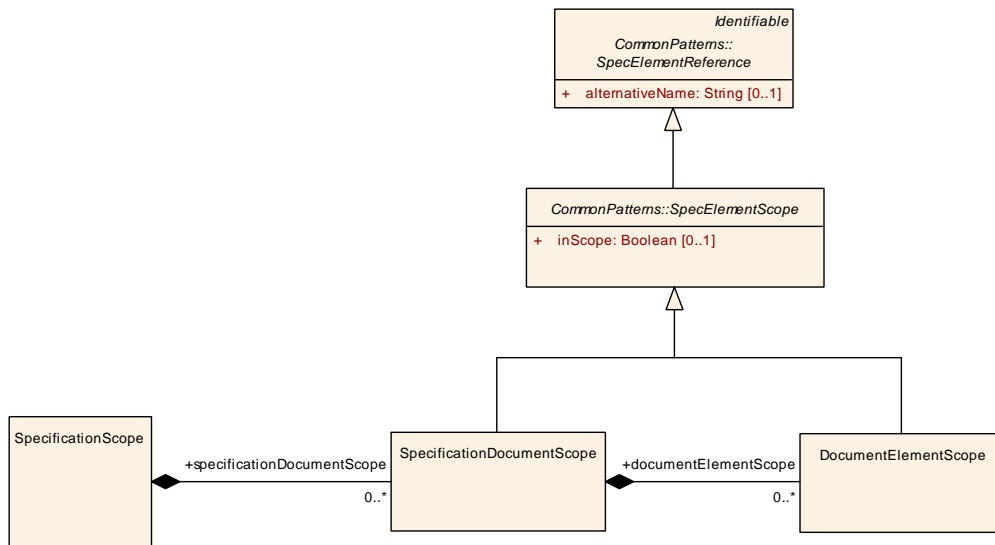 Identifiable
CommonPatterns::
SpecElementReference
+ alternativeName: String [0..1]
CommonPatterns::SpecElementScope
+ inScope: Boolean [0..1]
SpecificationScope
+specificationDocumentScope
0..*
SpecificationDocumentScope
+documentElementScope
0..*
DocumentElementScope